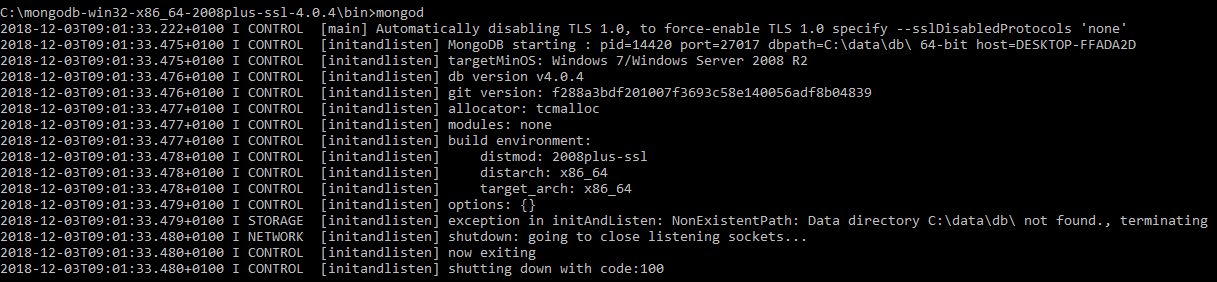 C:\mongodb-win32-x86_64-2008plus-ssl-4.0.4\bin>mongod
2018-12-03T09:01:33.222+0100 I CONTROL  [main] Automatically disabling TLS 1.0, to force-enable TLS 1.0 specify --sslDisabledProtocols 'none'
2018-12-03T09:01:33.475+0100 I CONTROL  [initandlisten] MongoDB starting : pid=14420 port=27017 dbpath=C:\data\db\ 64-bit host=DESKTOP-FFADA2D
2018-12-03T09:01:33.475+0100 I CONTROL  [initandlisten] targetMinOS: Windows 7/Windows Server 2008 R2
2018-12-03T09:01:33.476+0100 I CONTROL  [initandlisten] db version v4.0.4
2018-12-03T09:01:33.476+0100 I CONTROL  [initandlisten] git version: f288a3bdf201007f3693c58e140056adf8b04839
2018-12-03T09:01:33.477+0100 I CONTROL  [initandlisten] allocator: tcmalloc
2018-12-03T09:01:33.477+0100 I CONTROL  [initandlisten] modules: none
2018-12-03T09:01:33.477+0100 I CONTROL  [initandlisten] build environment:
2018-12-03T09:01:33.478+0100 I CONTROL  [initandlisten]     distmod: 2008plus-ssl
2018-12-03T09:01:33.478+0100 I CONTROL  [initandlisten]     distarch: x86_64
2018-12-03T09:01:33.478+0100 I CONTROL  [initandlisten]     target_arch: x86_64
2018-12-03T09:01:33.479+0100 I CONTROL  [initandlisten] options: {}
2018-12-03T09:01:33.479+0100 I STORAGE  [initandlisten] exception in initAndListen: NonExistentPath: Data directory C:\data\db\ not found., terminating
2018-12-03T09:01:33.480+0100 I NETWORK  [initandlisten] shutdown: going to close listening sockets...
2018-12-03T09:01:33.480+0100 I CONTROL  [initandlisten] now exiting
2018-12-03T09:01:33.480+0100 I CONTROL  [initandlisten] shutting down with code:100